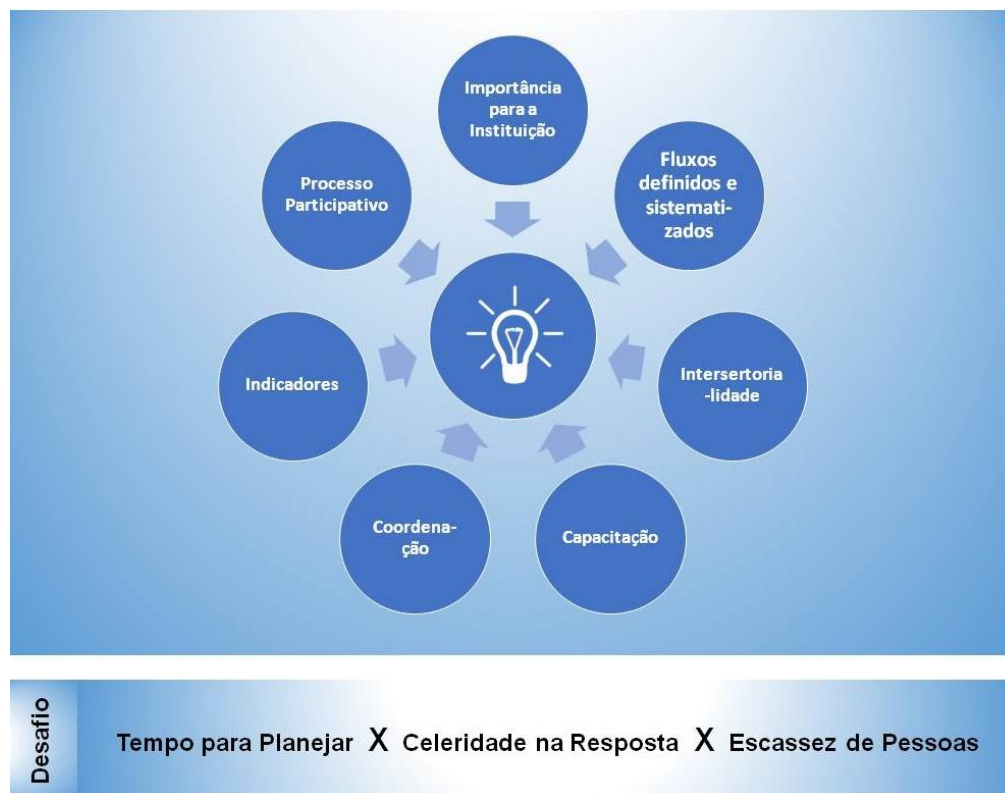 Importância
para a
Instituição
Fluxos
definidos e
sistemati-
zados
Intersertoria
-lidade
Capacitação
Coordena-
ção
Indicadores
Processo
Participativo
Desafio
Tempo para Planejar X Celeridade na Resposta X Escassez de Pessoas